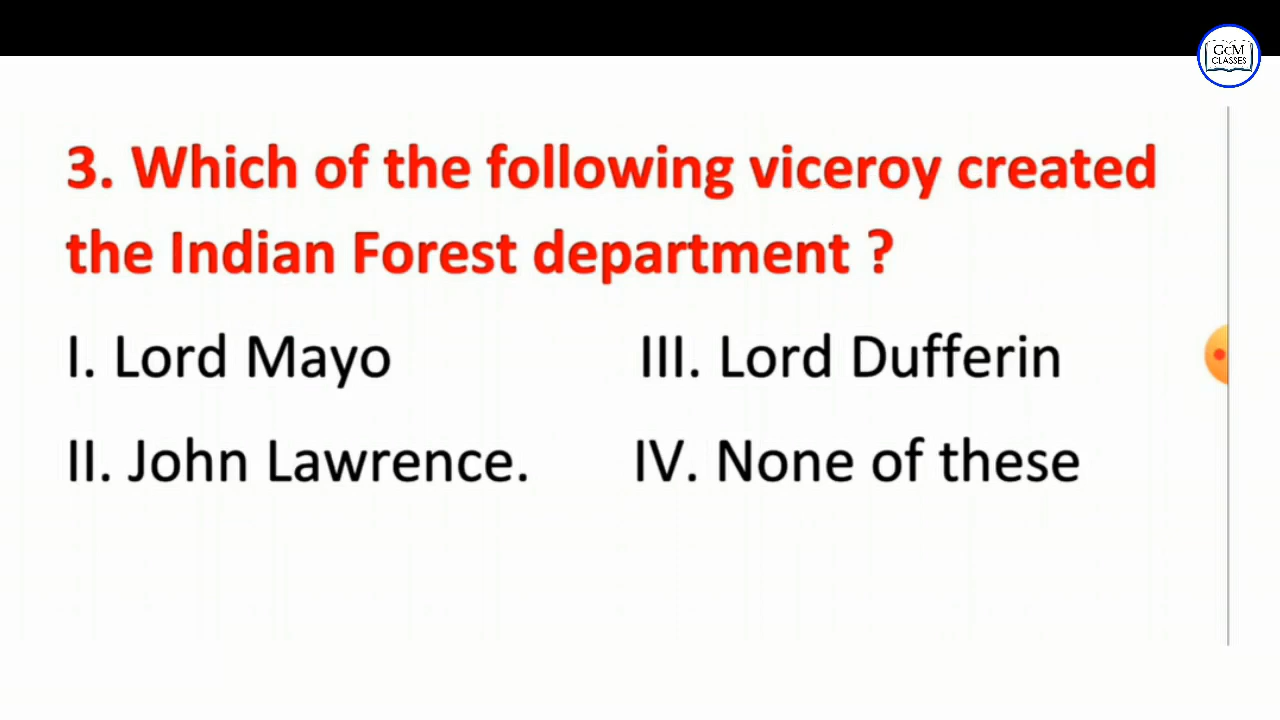 GCM
CLASSES
3. Which of the following viceroy created
the Indian Forest department ?
I. Lord Mayo
III. Lord Dufferin
II. John Lawrence.
IV. None of these